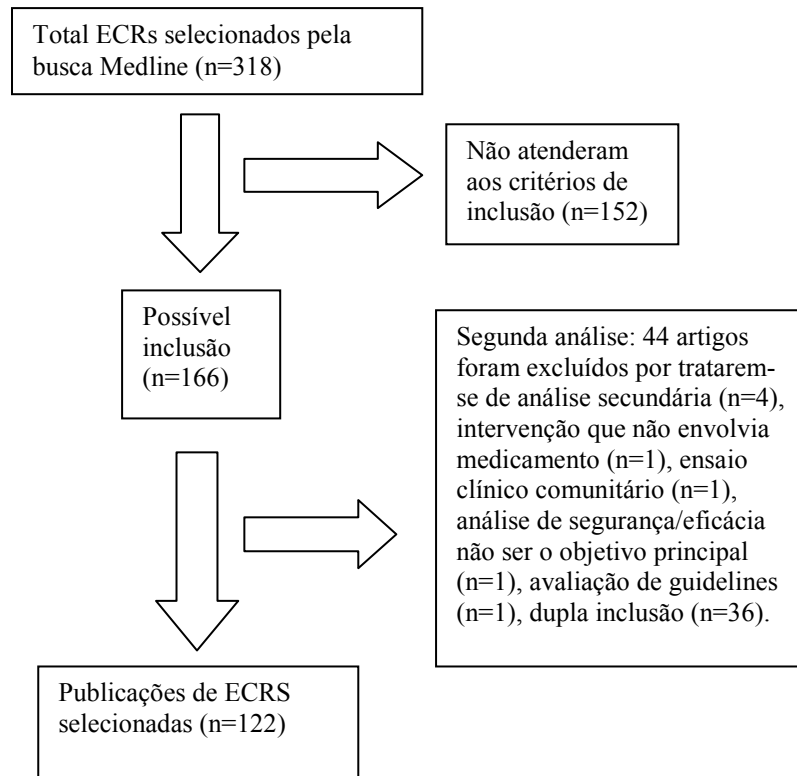 Total ECRs selecionados pela
busca Medline (n=318)
Não atenderam
aos critérios de
inclusão (n=152)
Possível
inclusão
(n=166)
Segunda análise: 44 artigos
foram excluídos por tratarem-
se de análise secundária (n=4),
intervenção que não envolvia
medicamento (n=1), ensaio
clínico comunitário (n=1),
análise de segurança/eficácia
não ser o objetivo principal
(n=1), avaliação de guidelines
(n=1), dupla inclusão (n=36).
Publicações de ECRS
selecionadas (n=122)